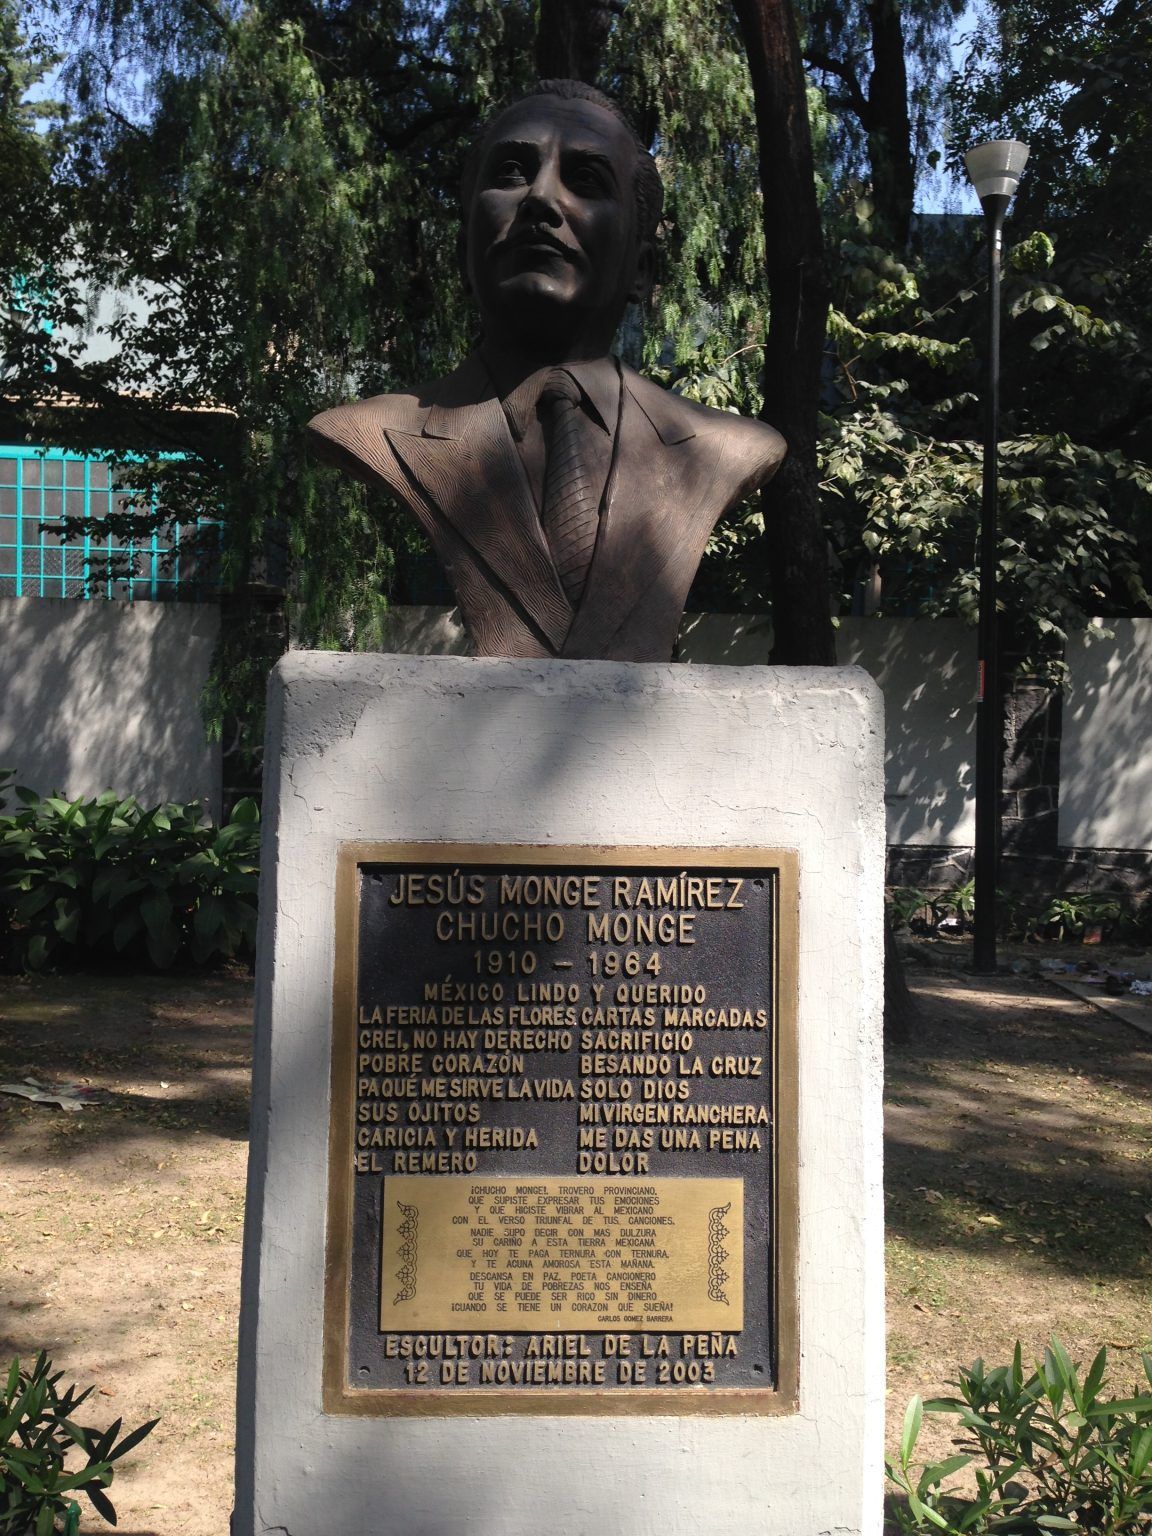 JESÚS MONGE RAMÍREZ
CHUCHO MONGE
1910 – 1964
MÉXICO LINDO Y QUERIDO
LA FERIA DE LAS FLORES CARTAS MARCADAS
CREI, NO HAY DERECHO SACRIFICIO
POBRE CORAZÓN BESANDO LA CRUZ
PA QUÉ ME SIRVE LA VIDA SOLO DIOS
SUS OJITOS MI VIRGEN RANCHERA
CARICIA Y HERIDA ME DAS UNA PENA
EL REMERO DOLOR
¡CHUCHO MONGE!, TROVERO PROVINCIANO,
QUE SUPISTE EXPRESAR TUS EMOCIONES
Y QUE HICISTE VIBRAR AL MEXICANO
CON EL VERSO TRIUNFAL DE TUS CANCIONES.
NADIE SUPO DECIR CON MAS DULZURA
SU CARIÑO A ESTA TIERRA MEXICANA
QUE HOY TE PAGA TERNURA CON TERNURA.
Y TE ACUNA AMOROSA ESTA MAÑANA.
DESCANSA EN PAZ, POETA CANCIONERO
TU VIDA DE POBREZAS NOS ENSEÑA
QUE SE PUEDE SER RICO SIN DINERO
¡CUANDO SE TIENE UN CORAZON QUE SUEÑA!
CARLOS GOMEZ BARRERA
ESCULTOR: ARIEL DE LA PEÑA
12 DE NOVIEMBRE DE 2003